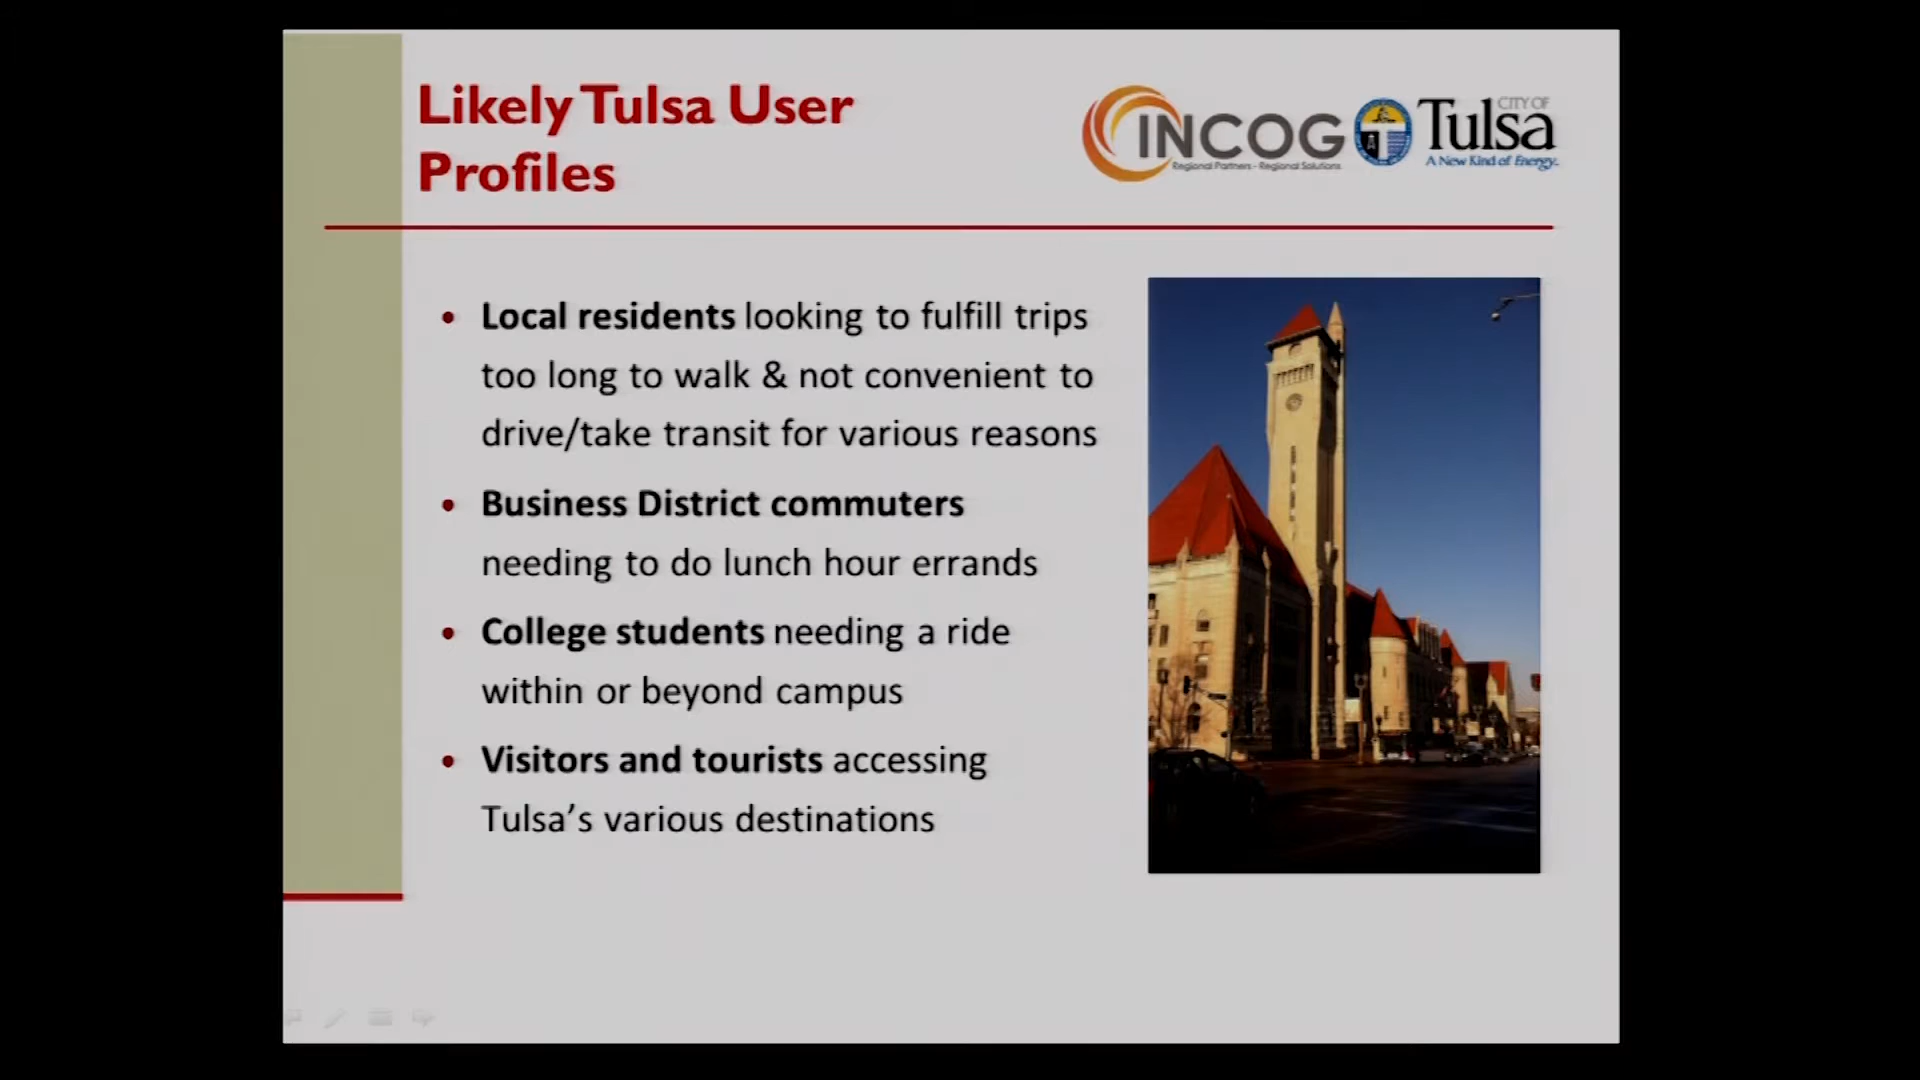 Likely Tulsa User
Profiles
INCOG
Regional Partners - Regional Solutions
CITY OF
Tulsa
A New Kind of Energy.
• Local residents looking to fulfill trips
too long to walk & not convenient to
drive/take transit for various reasons
• Business District commuters
needing to do lunch hour errands
• College students needing a ride
within or beyond campus
• Visitors and tourists accessing
Tulsa’s various destinations